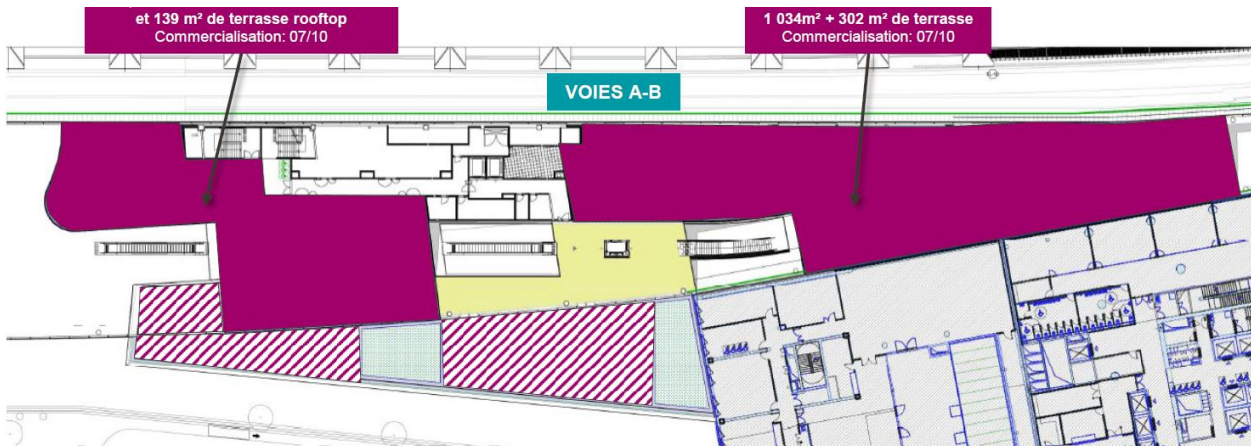 et 139 m² de terrasse rooftop
Commercialisation: 07/10
1 034m² + 302 m² de terrasse
Commercialisation: 07/10
VOIES A-B